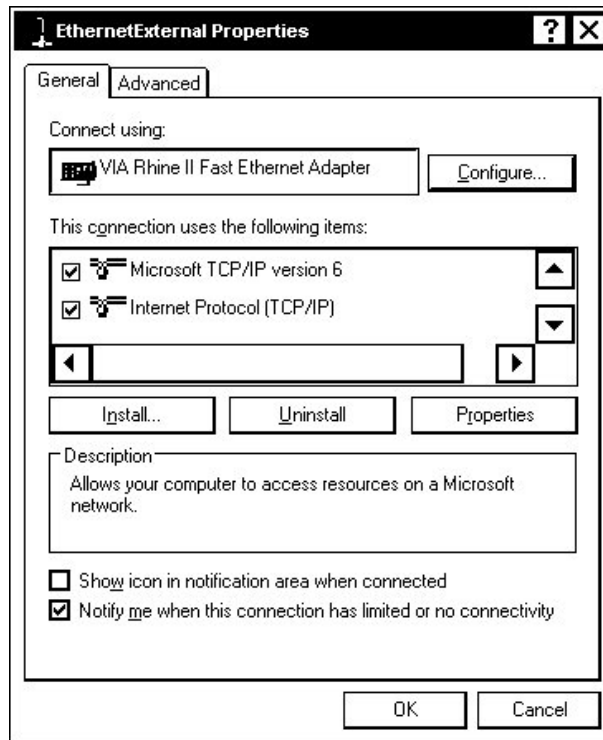 EthernetExternal Properties
General
Advanced
Connect using:
VIA Rhine II Fast Ethernet Adapter
Configure...
This connection uses the following items:
Microsoft TCP/IP version 6
Internet Protocol (TCP/IP)
Install...
Uninstall
Properties
Description
Allows your computer to access resources on a Microsoft
network.
Show icon in notification area when connected
Notify me when this connection has limited or no connectivity
OK
Cancel